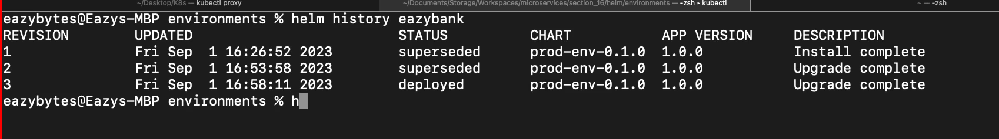 ~/Desktop/K8s — kubectl proxy
~/Documents/Storage/Workspaces/microservices/section_16/helm/environments — -zsh ▸ kubectl
~ — -zsh
eazybytes@Eazys-MBP environments % helm history eazybank
REVISION UPDATED STATUS CHART APP VERSION DESCRIPTION
1 Fri Sep  1 16:26:52 2023 superseded prod-env-0.1.0 1.0.0 Install complete
2 Fri Sep  1 16:53:58 2023 superseded prod-env-0.1.0 1.0.0 Upgrade complete
3 Fri Sep  1 16:58:11 2023 deployed prod-env-0.1.0 1.0.0 Upgrade complete
eazybytes@Eazys-MBP environments % h